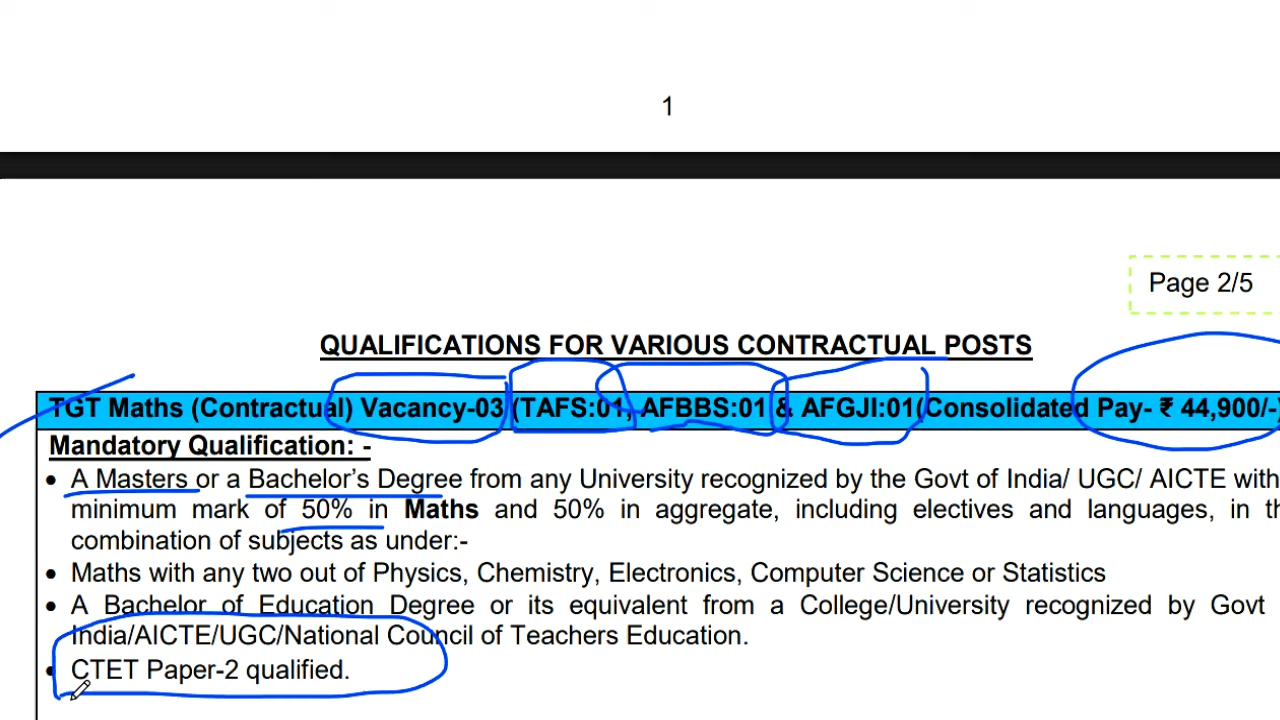 1
Page 2/5
QUALIFICATIONS FOR VARIOUS CONTRACTUAL POSTS
TGT Maths (Contractual) Vacancy-03 (TAFS:01, AFBBS:01 & AFGJI:01(Consolidated Pay- ₹ 44,900/-)
Mandatory Qualification: -
• A Masters or a Bachelor's Degree from any University recognized by the Govt of India/ UGC/ AICTE with
minimum mark of 50% in Maths and 50% in aggregate, including electives and languages, in th
combination of subjects as under:-
• Maths with any two out of Physics, Chemistry, Electronics, Computer Science or Statistics
• A Bachelor of Education Degree or its equivalent from a College/University recognized by Govt
India/AICTE/UGC/National Council of Teachers Education.
• CTET Paper-2 qualified.